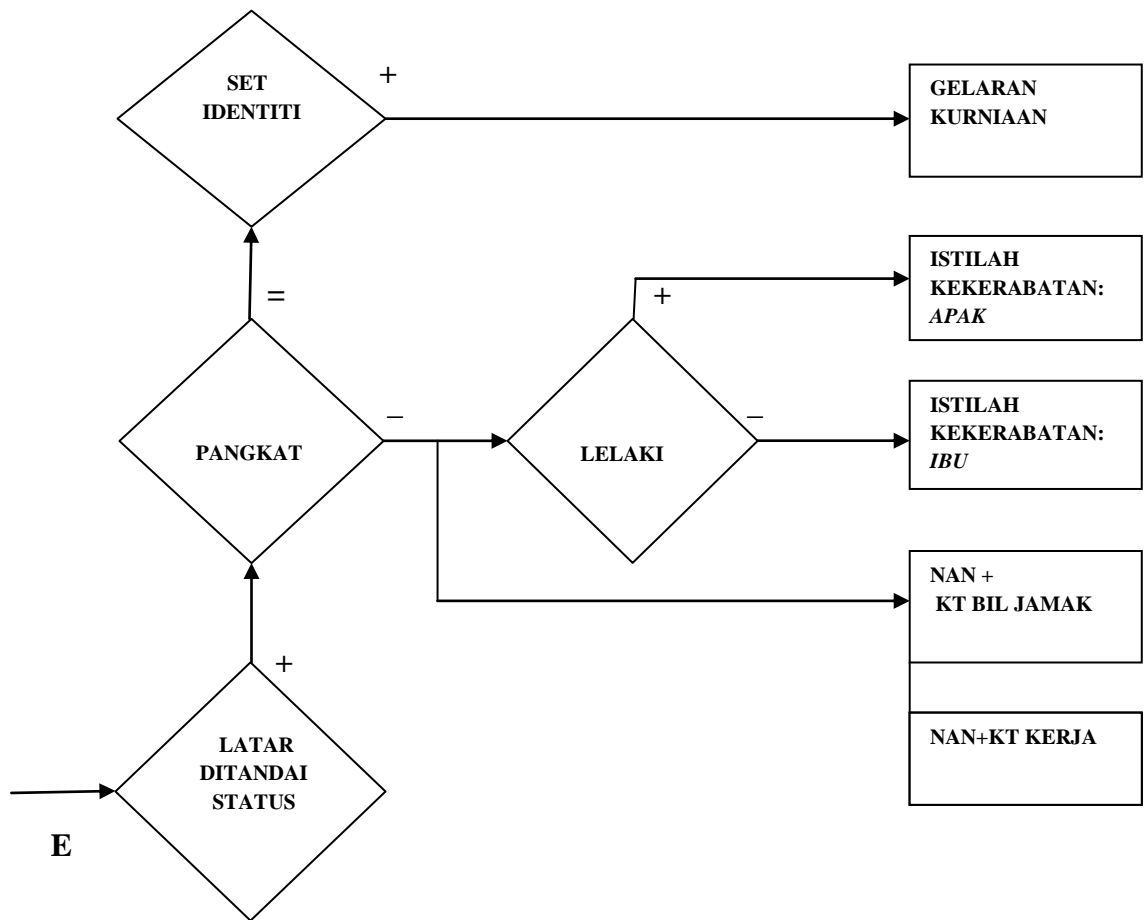 SET
IDENTITI
+
GELARAN
KURNIAAN
ISTILAH
KEKERABATAN:
APAK
=
+
PANGKAT
–
LELAKI
–
ISTILAH
KEKERABATAN:
IBU
NAN +
KT BIL JAMAK
+
LATAR
DITANDAI
STATUS
NAN+KT KERJA
E